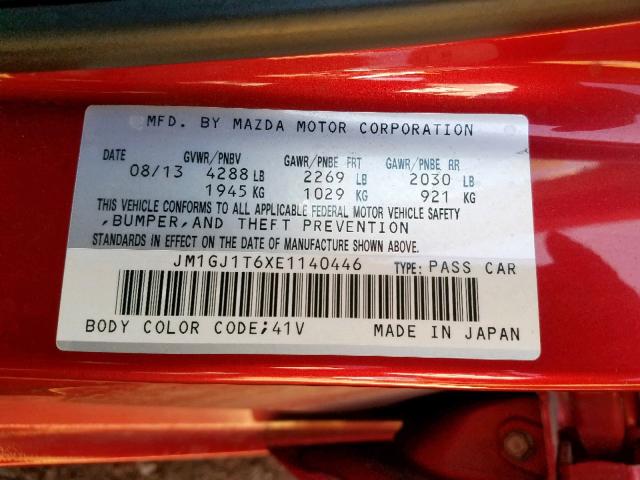 MFD. BY MAZDA MOTOR CORPORATION
DATE GVWR/PNBV GAWR/PNBE FRT GAWR/PNBE RR
08/13 4288 LB 2269 LB 2030 LB
1945 KG 1029 KG 921 KG
THIS VEHICLE CONFORMS TO ALL APPLICABLE FEDERAL MOTOR VEHICLE SAFETY
,BUMPER,AND THEFT PREVENTION
STANDARDS IN EFFECT ON THE DATE OF MANUFACTURE SHOWN ABOVE.
JM1GJ1T6XE1140446 TYPE: PASS CAR
BODY COLOR CODE;41V MADE IN JAPAN